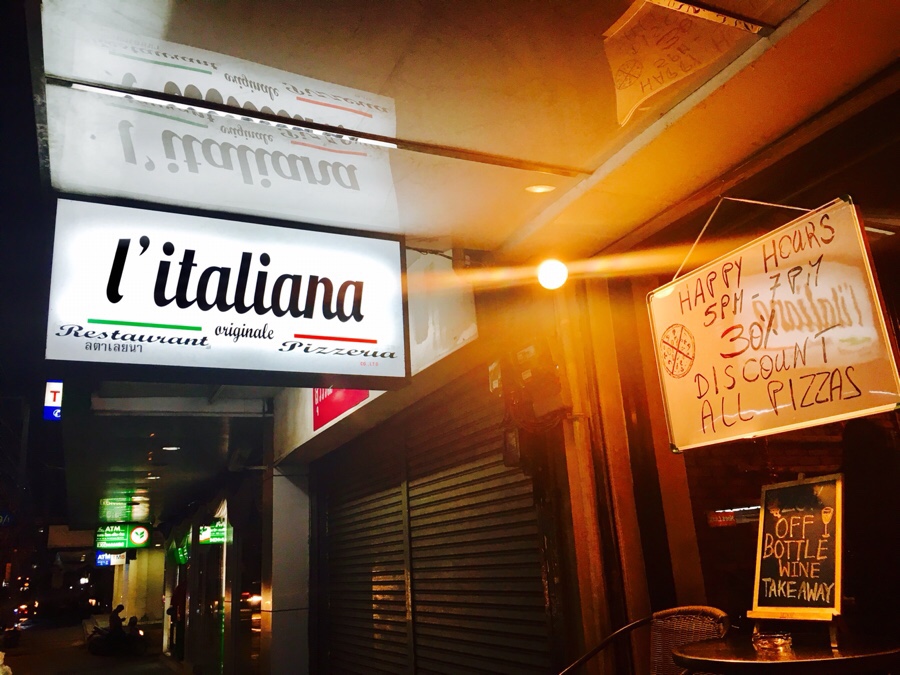 l'italiana
Restaurant originale Pizzeria
ลิตาเลียนา
HAPPY HOURS
5PM - 7PM
30%
DISCOUNT
ALL PIZZAS
OFF
BOTTLE
WINE
TAKEAWAY
ATM
T